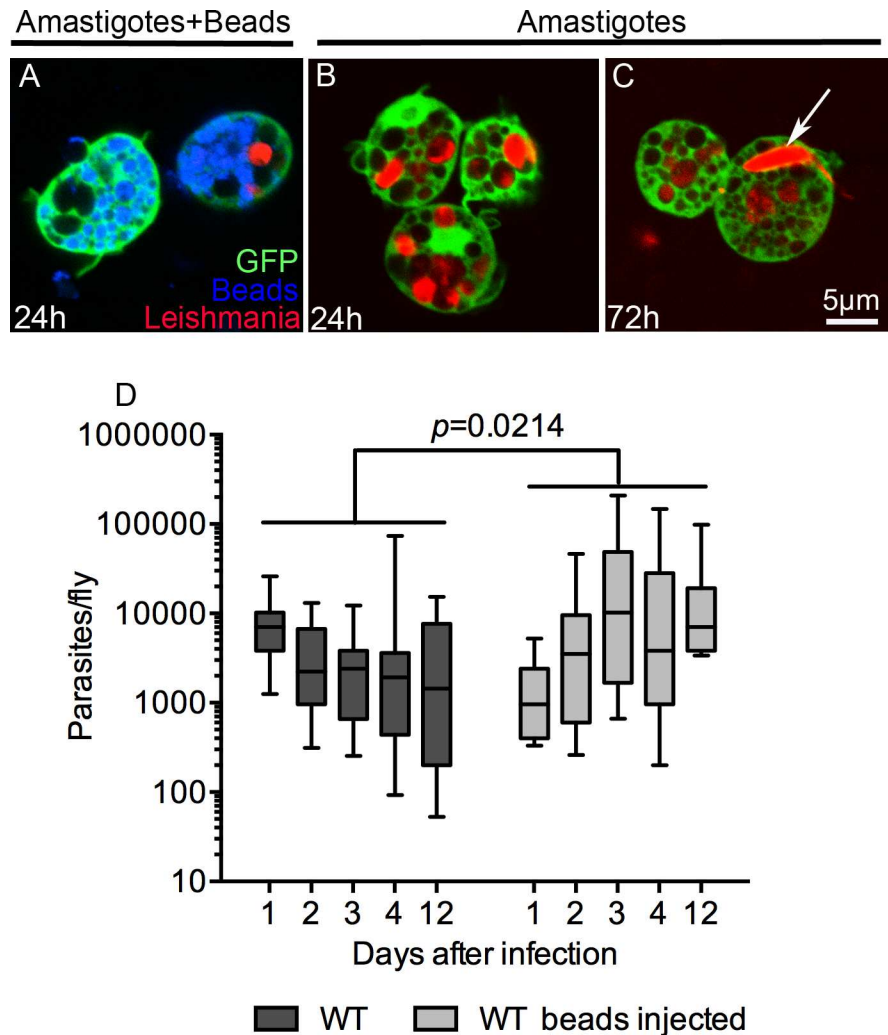 Amastigotes+Beads
Amastigotes
A
B
C
GFP
Beads
Leishmania
24h
24h
72h
5µm
D
p=0.0214
1000000
100000
10000
1000
100
10
Parasites/fly
1 2 3 4 12 1 2 3 4 12
Days after infection
WT WT beads injected